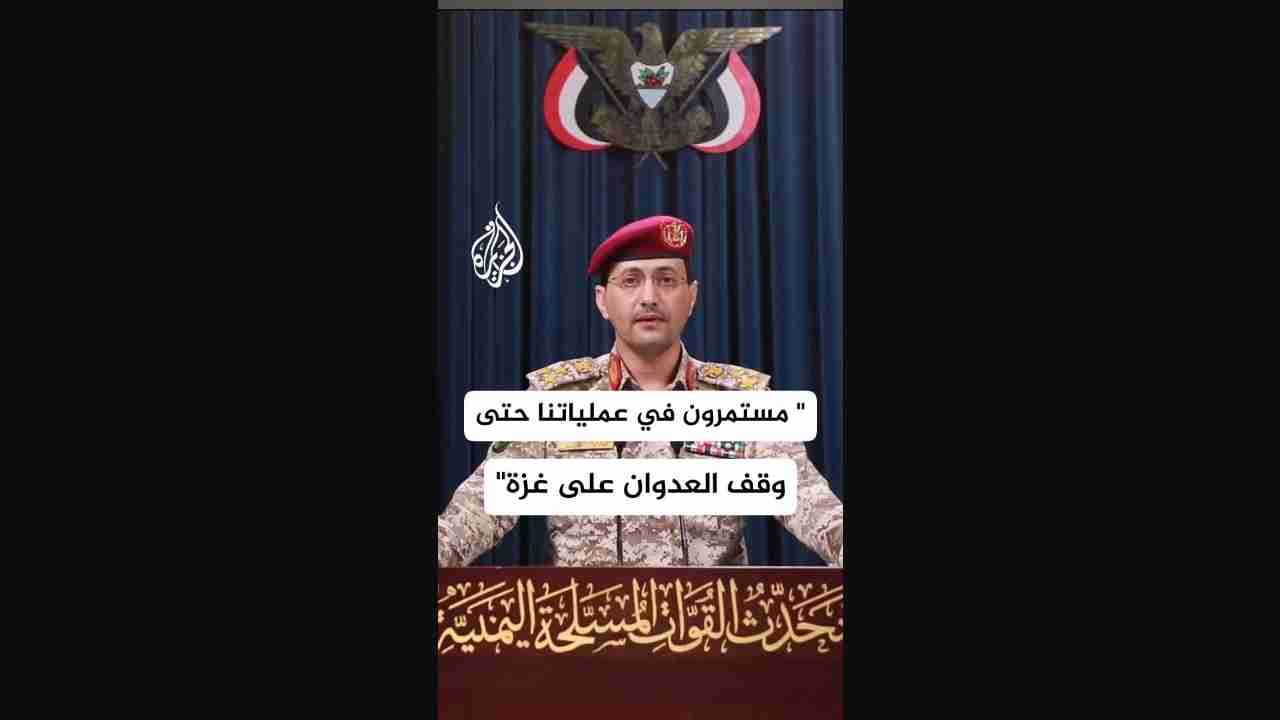 الجزيرة
" مستمرون في عملياتنا حتى
وقف العدوان على غزة"
متحدث القوات المسلحة اليمنية